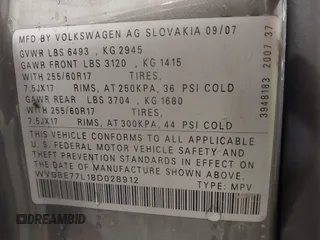 MFD BY VOLKSWAGEN AG SLOVAKIA 09/07
GVWR LBS 6493 , KG 2945
GAWR FRONT LBS 3120 , KG 1415
WITH 255/60R17 TIRES,
7.5JX17 RIMS, AT 250KPA, 36 PSI COLD
GAWR REAR LBS 3704 , KG 1680
WITH 255/60R17 TIRES,
7.5JX17 RIMS, AT 300KPA, 44 PSI COLD
THIS VEHICLE CONFORMS TO ALL APPLICABLE
U.S. FEDERAL MOTOR VEHICLE SAFETY AND
THEFT PREVENTION STANDARDS IN EFFECT ON
THE DATE OF MANUFACTURE SHOWN ABOVE
WVGBE77L18D028912 TYPE: MPV
3948183 2007 37
DREAMBID